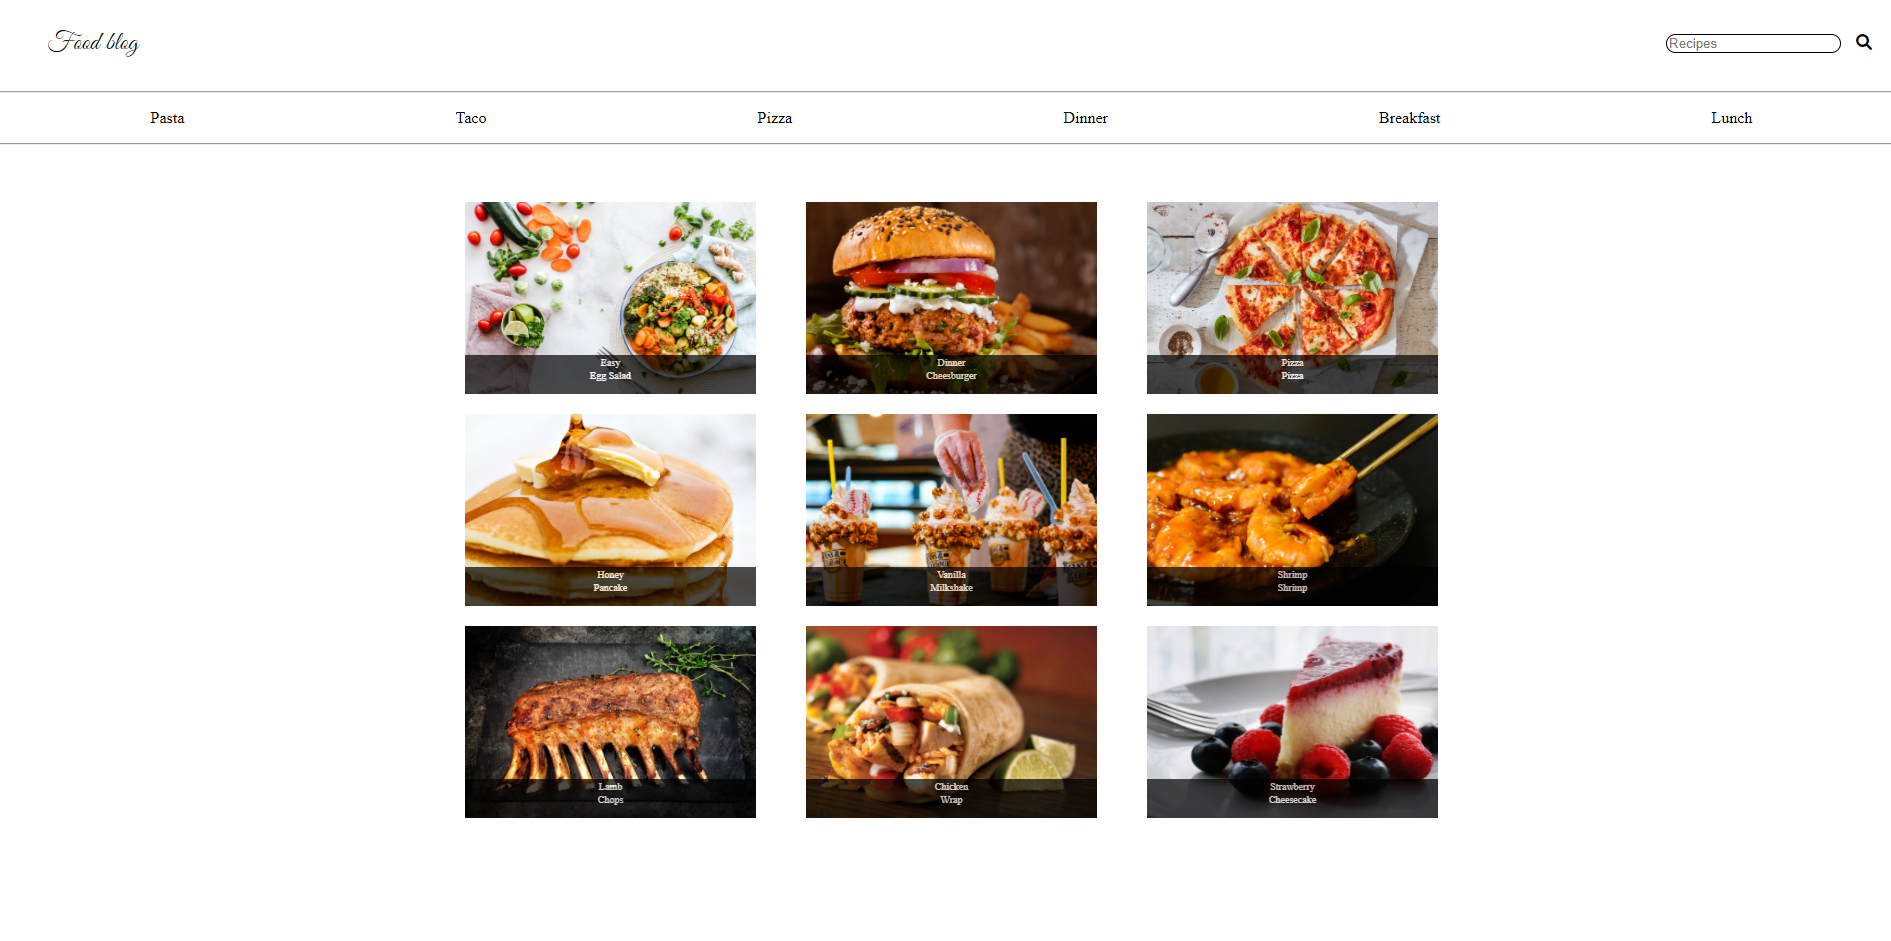 Food blog
Recipes
Pasta Taco Pizza Dinner Breakfast Lunch
Easy
Egg Salad
Dinner
Cheesburger
Pizza
Pizza
Honey
Pancake
Vanilla
Milkshake
Shrimp
Shrimp
Lamb
Chops
Chicken
Wrap
Strawberry
Cheesecake